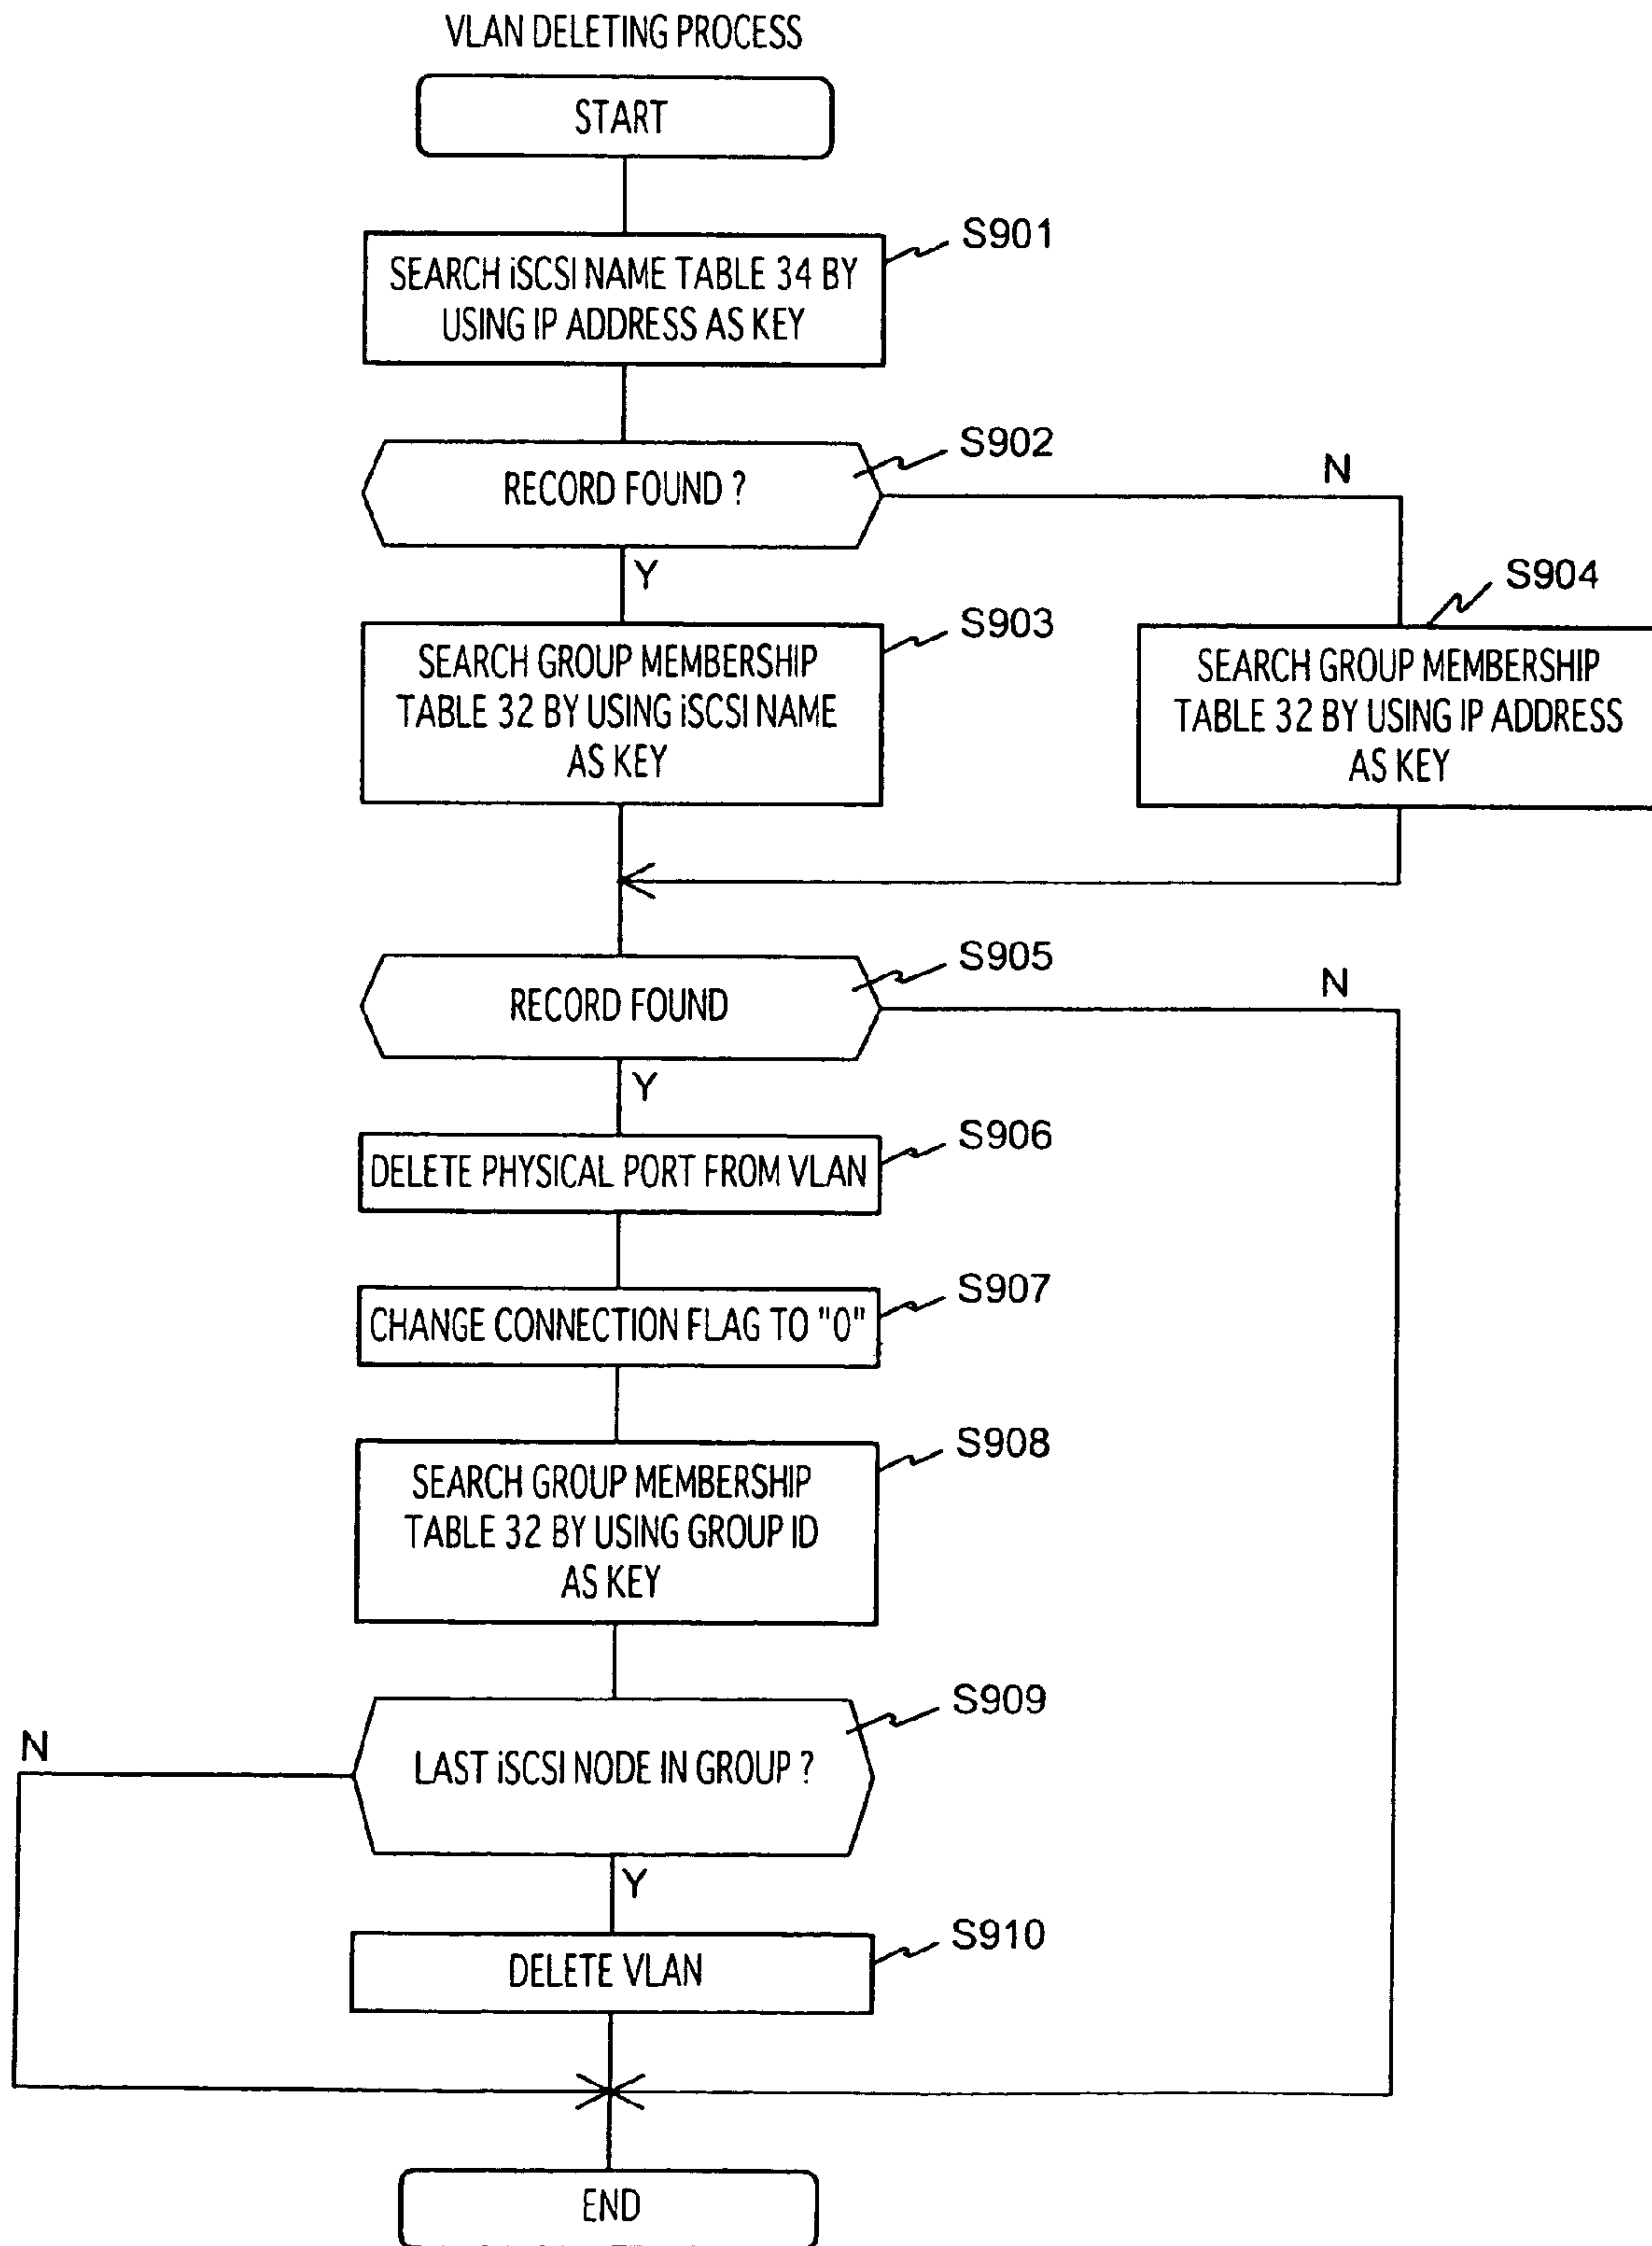 VLAN DELETING PROCESS
START
S901
SEARCH iSCSI NAME TABLE 34 BY
USING IP ADDRESS AS KEY
S902
RECORD FOUND ?
N
Y
S903
SEARCH GROUP MEMBERSHIP
TABLE 32 BY USING iSCSI NAME
AS KEY
S904
SEARCH GROUP MEMBERSHIP
TABLE 32 BY USING IP ADDRESS
AS KEY
S905
RECORD FOUND
N
Y
S906
DELETE PHYSICAL PORT FROM VLAN
S907
CHANGE CONNECTION FLAG TO "0"
S908
SEARCH GROUP MEMBERSHIP
TABLE 32 BY USING GROUP ID
AS KEY
S909
N
LAST iSCSI NODE IN GROUP ?
Y
S910
DELETE VLAN
END